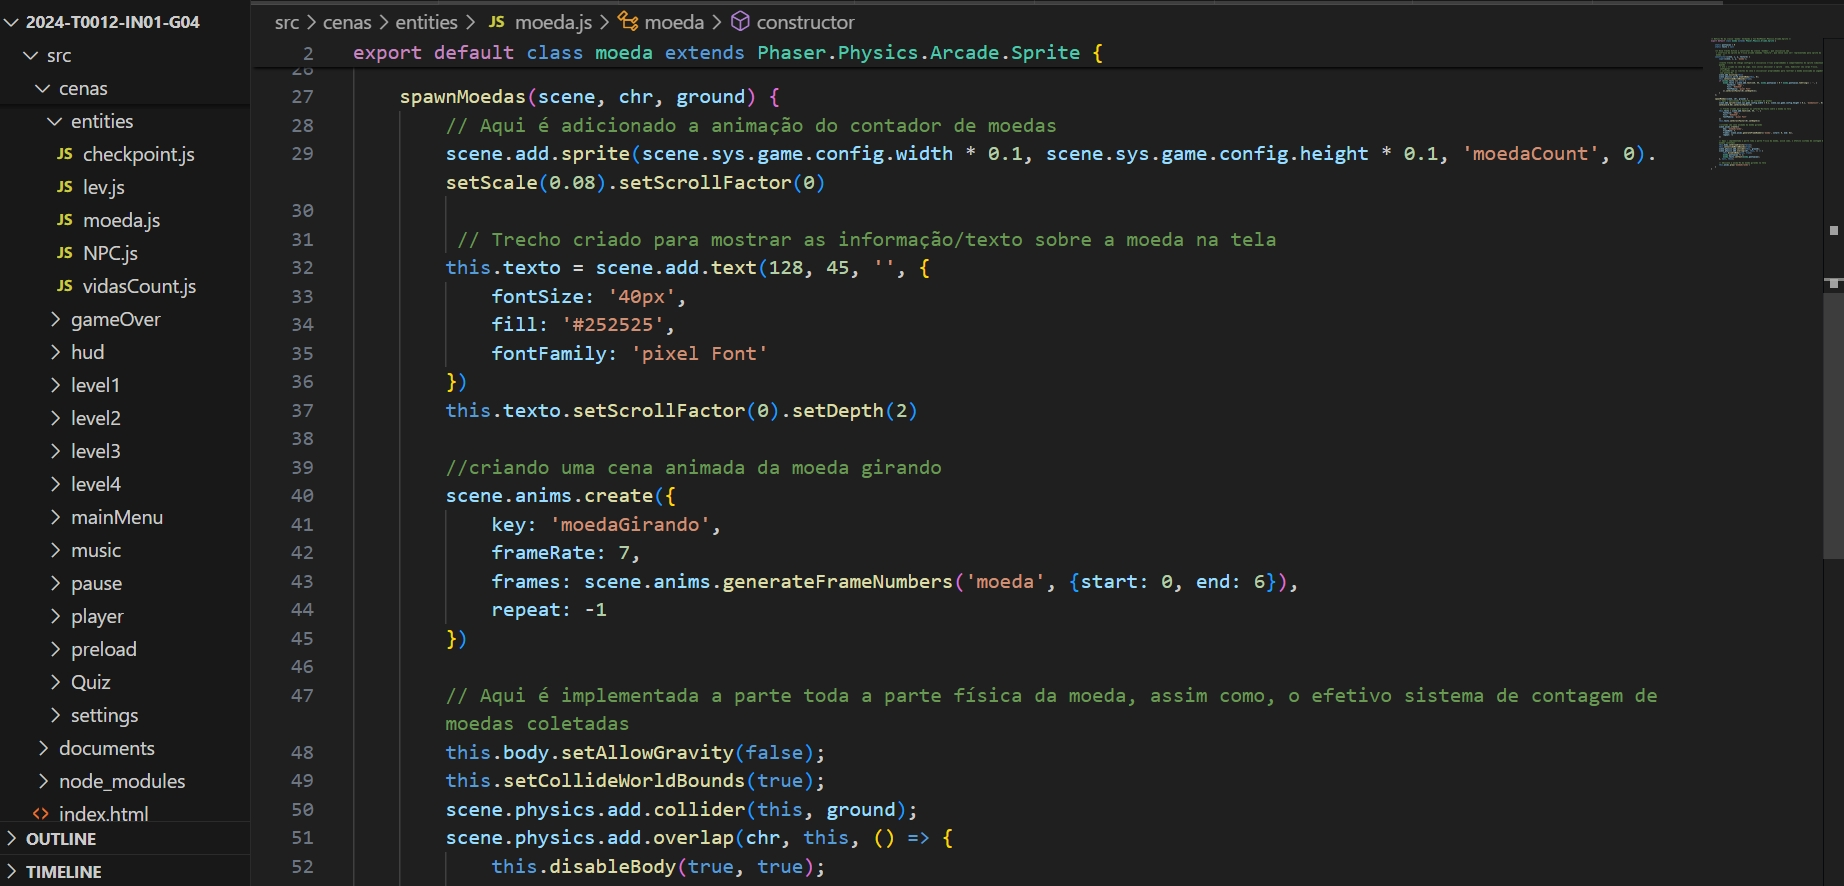 2024-T0012-IN01-G04
src
cenas
entities
JS checkpoint.js
JS lev.js
JS moeda.js
JS NPC.js
JS vidasCount.js
gameOver
hud
level1
level2
level3
level4
mainMenu
music
pause
player
preload
Quiz
settings
documents
node_modules
<> index.html
OUTLINE
TIMELINE
src > cenas > entities > JS moeda.js > moeda > constructor
2 export default class moeda extends Phaser.Physics.Arcade.Sprite {
26
27 spawnMoedas(scene, chr, ground) {
28 // Aqui é adicionado a animação do contador de moedas
29 scene.add.sprite(scene.sys.game.config.width * 0.1, scene.sys.game.config.height * 0.1, 'moedaCount', 0).
setScale(0.08).setScrollFactor(0)
30
31 // Trecho criado para mostrar as informação/texto sobre a moeda na tela
32 this.texto = scene.add.text(128, 45, '', {
33 fontSize: '40px',
34 fill: '#252525',
35 fontFamily: 'pixel Font'
36 })
37 this.texto.setScrollFactor(0).setDepth(2)
38
39 //criando uma cena animada da moeda girando
40 scene.anims.create({
41 key: 'moedaGirando',
42 frameRate: 7,
43 frames: scene.anims.generateFrameNumbers('moeda', {start: 0, end: 6}),
44 repeat: -1
45 })
46
47 // Aqui é implementada a parte toda a parte física da moeda, assim como, o efetivo sistema de contagem de
moedas coletadas
48 this.body.setAllowGravity(false);
49 this.setCollideWorldBounds(true);
50 scene.physics.add.collider(this, ground);
51 scene.physics.add.overlap(chr, this, () => {
52 this.disableBody(true, true);